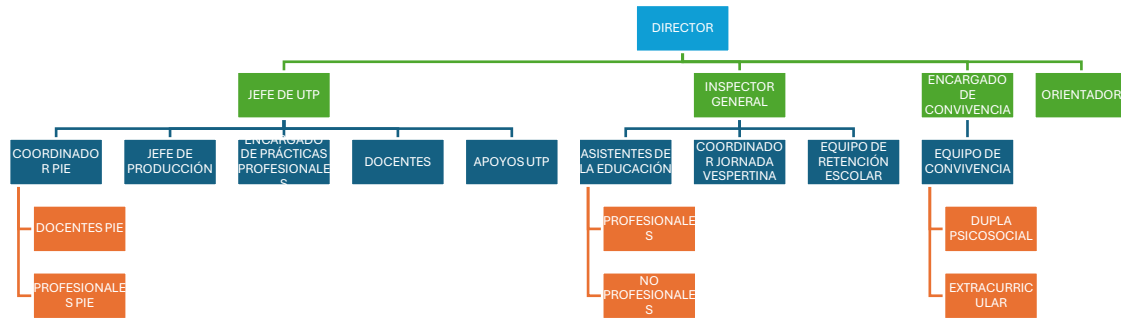 DIRECTOR
JEFE DE UTP
INSPECTOR
GENERAL
ENCARGADO
DE
CONVIVENCIA
ORIENTADOR
COORDINADO
R PIE
JEFE DE
PRODUCCIÓN
ENCARGADO
DE PRÁCTICAS
PROFESIONALE
S
DOCENTES
APOYOS UTP
ASISTENTES DE
LA EDUCACIÓN
COORDINADO
R JORNADA
VESPERTINA
EQUIPO DE
RETENCIÓN
ESCOLAR
EQUIPO DE
CONVIVENCIA
DOCENTES PIE
PROFESIONALE
S
DUPLA
PSICOSOCIAL
PROFESIONALE
S PIE
NO
PROFESIONALES
EXTRACURRIC
ULAR